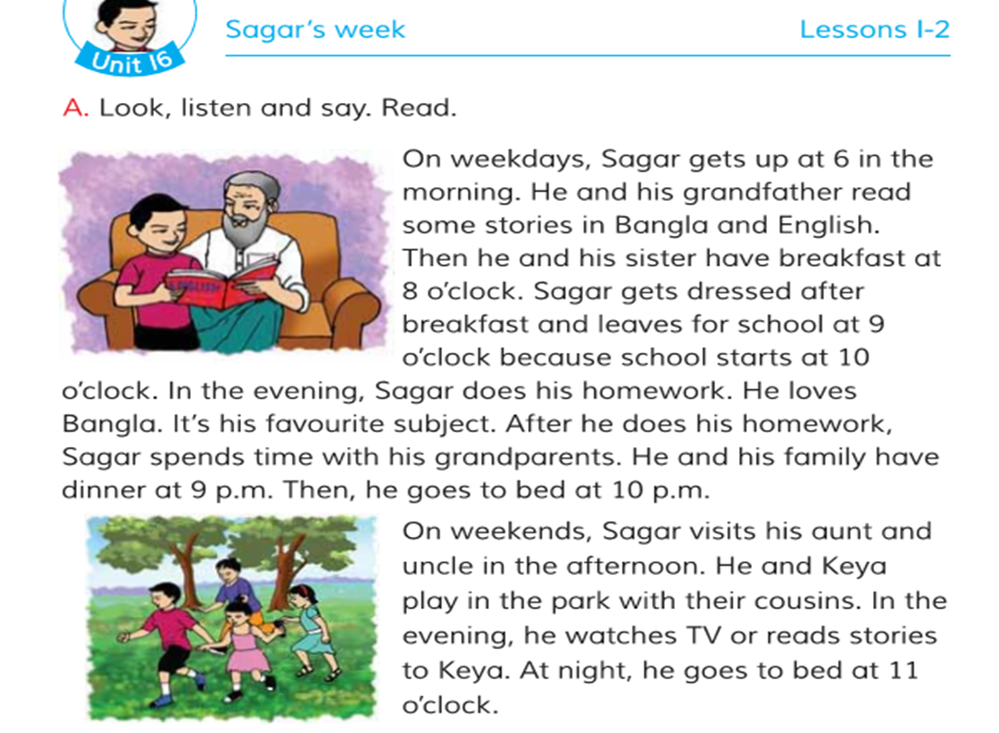 Unit 16
Sagar's week
Lessons 1-2
A. Look, listen and say. Read.
ENGLISH
On weekdays, Sagar gets up at 6 in the
morning. He and his grandfather read
some stories in Bangla and English.
Then he and his sister have breakfast at
8 o'clock. Sagar gets dressed after
breakfast and leaves for school at 9
o'clock because school starts at 10
o'clock. In the evening, Sagar does his homework. He loves
Bangla. It's his favourite subject. After he does his homework,
Sagar spends time with his grandparents. He and his family have
dinner at 9 p.m. Then, he goes to bed at 10 p.m.
On weekends, Sagar visits his aunt and
uncle in the afternoon. He and Keya
play in the park with their cousins. In the
evening, he watches TV or reads stories
to Keya. At night, he goes to bed at 11
o'clock.